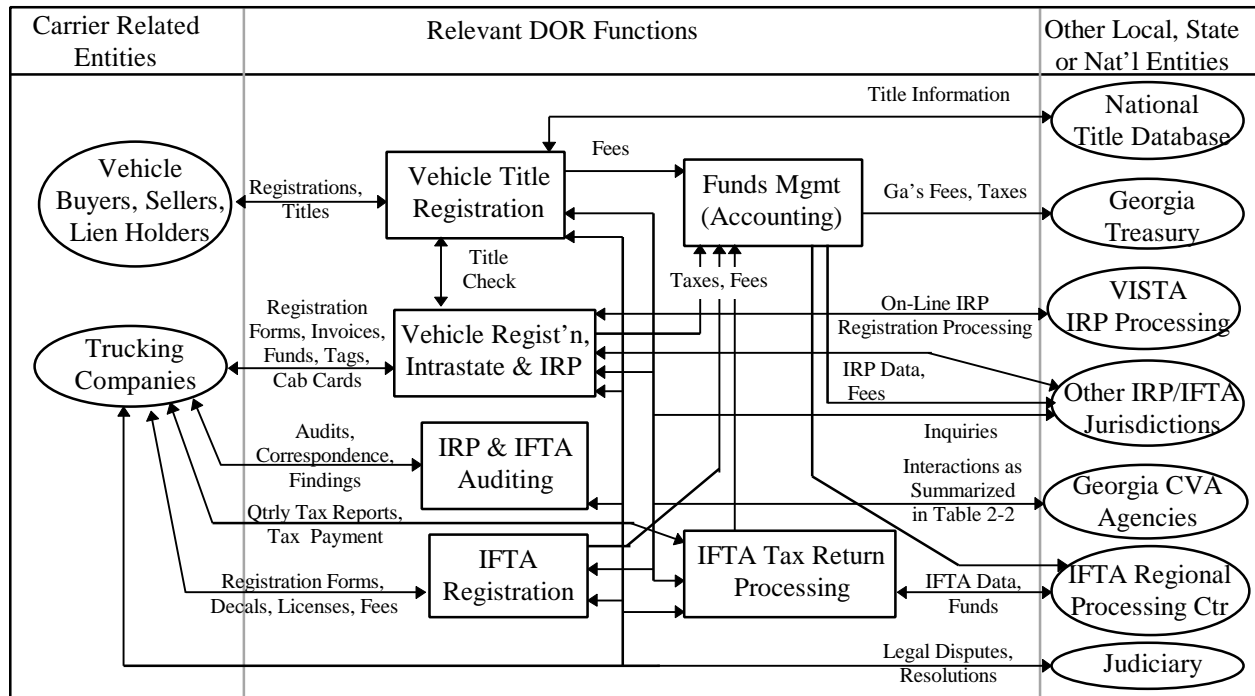 Carrier Related
Entities
Relevant DOR Functions
Other Local, State
or Nat'l Entities
Title Information
National
Title Database
Vehicle
Buyers, Sellers,
Lien Holders
Registrations,
Titles
Vehicle Title
Registration
Fees
Funds Mgmt
(Accounting)
Ga's Fees, Taxes
Georgia
Treasury
Title
Check
Taxes, Fees
Registration
Forms, Invoices,
Funds, Tags,
Cab Cards
Trucking
Companies
Vehicle Regist'n,
Intrastate & IRP
On-Line IRP
Registration Processing
VISTA
IRP Processing
IRP Data,
Fees
Other IRP/IFTA
Jurisdictions
Inquiries
Audits,
Correspondence,
Findings
IRP & IFTA
Auditing
Interactions as
Summarized
in Table 2-2
Georgia CVA
Agencies
Qtrly Tax Reports,
Tax Payment
IFTA
Registration
IFTA Tax Return
Processing
Registration Forms,
Decals, Licenses, Fees
IFTA Data,
Funds
IFTA Regional
Processing Ctr
Legal Disputes,
Resolutions
Judiciary